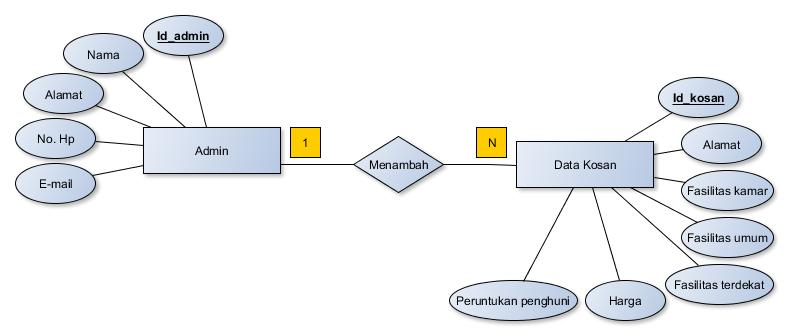 Id_admin
Nama
Alamat
No. Hp
E-mail
Admin
1
Menambah
N
Data Kosan
Id_kosan
Alamat
Fasilitas kamar
Fasilitas umum
Fasilitas terdekat
Harga
Peruntukan penghuni